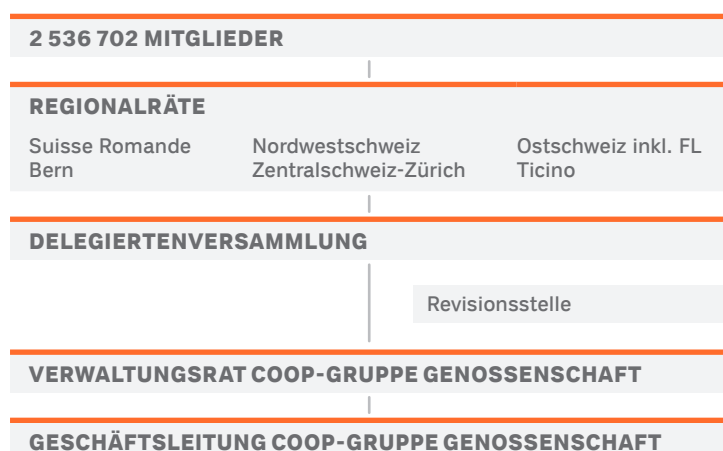 2 536 702 MITGLIEDER
REGIONALRÄTE
Suisse Romande Nordwestschweiz Ostschweiz inkl. FL
Bern Zentralschweiz-Zürich Ticino
DELEGIERTENVERSAMMLUNG
Revisionsstelle
VERWALTUNGSRAT COOP-GRUPPE GENOSSENSCHAFT
GESCHÄFTSLEITUNG COOP-GRUPPE GENOSSENSCHAFT